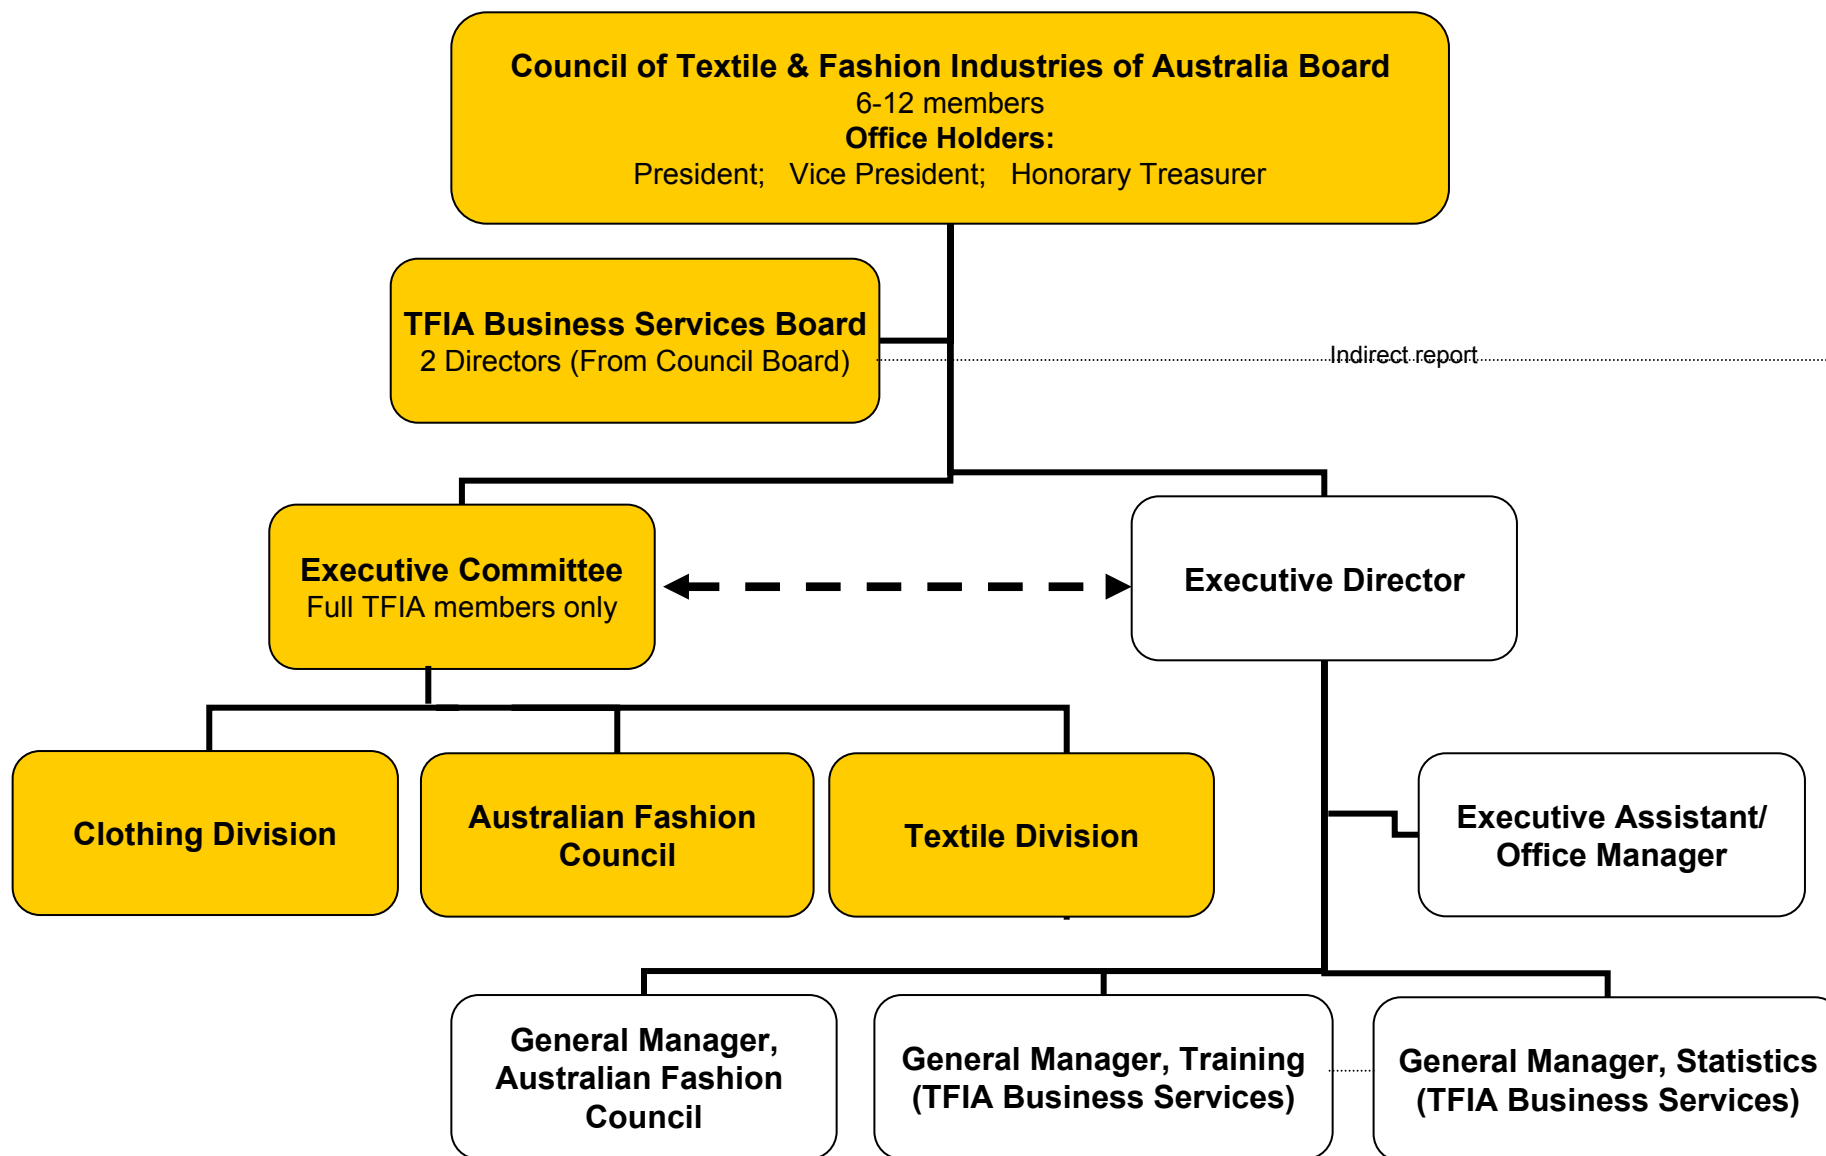 Council of Textile & Fashion Industries of Australia Board
6-12 members
Office Holders:
President; Vice President; Honorary Treasurer
TFIA Business Services Board
2 Directors (From Council Board)
Indirect report
Executive Committee
Full TFIA members only
Executive Director
Clothing Division
Australian Fashion
Council
Textile Division
Executive Assistant/
Office Manager
General Manager,
Australian Fashion
Council
General Manager, Training
(TFIA Business Services)
General Manager, Statistics
(TFIA Business Services)